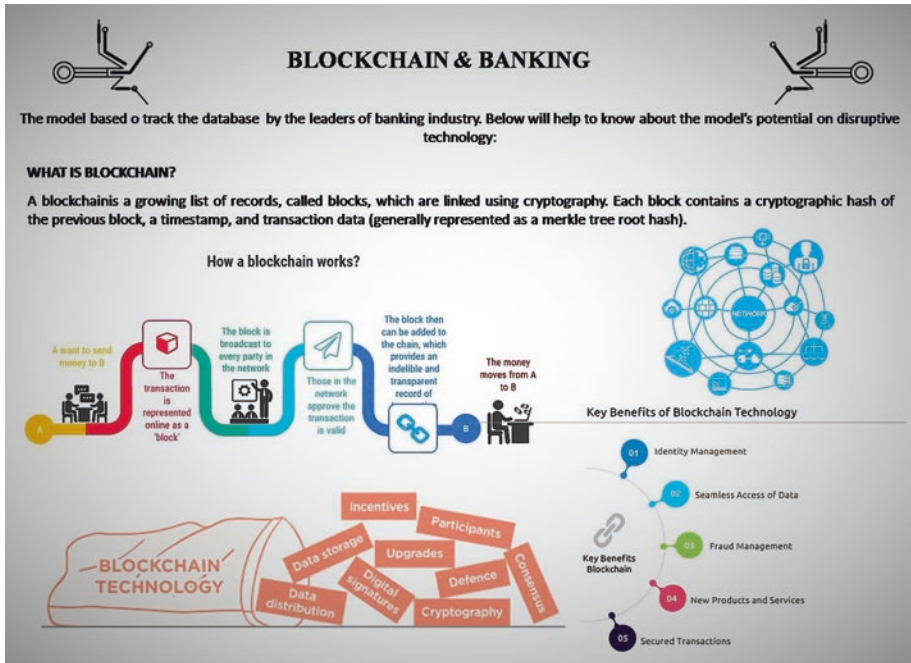 BLOCKCHAIN & BANKING
The model based o track the database by the leaders of banking industry. Below will help to know about the model's potential on disruptive
technology:
WHAT IS BLOCKCHAIN?
A blockchainis a growing list of records, called blocks, which are linked using cryptography. Each block contains a cryptographic hash of
the previous block, a timestamp, and transaction data (generally represented as a merkle tree root hash).
How a blockchain works?
A want to send
money to B
A
The
transaction
is
represented
online as a
'block'
The block is
broadcast to
every party in
the network
Those in the
network
approve the
transaction
is valid
The block then
can be added to
the chain, which
provides an
indelible and
transparent
record of
B
The money
moves from A
to B
NETWORK
Key Benefits of Blockchain Technology
01 Identity Management
02 Seamless Access of Data
03 Fraud Management
04 New Products and Services
05 Secured Transactions
Key Benefits
Blockchain
BLOCKCHAIN
TECHNOLOGY
Incentives
Participants
Data storage
Upgrades
Consensus
Defence
Digital
signatures
Data
distribution
Cryptography